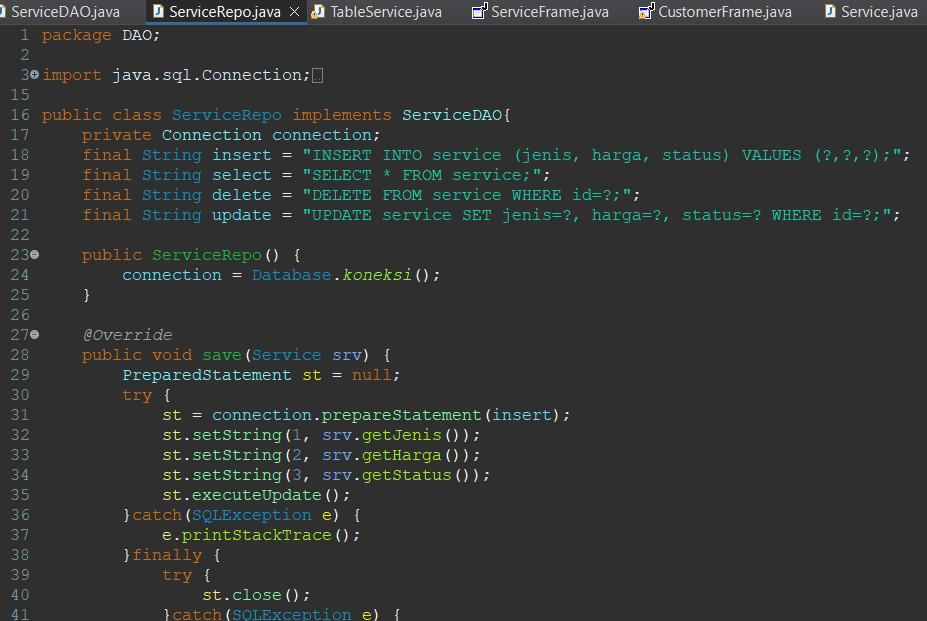 ServiceDAO.java ServiceRepo.java TableService.java ServiceFrame.java CustomerFrame.java Service.java
1 package DAO;
2
3 import java.sql.Connection;
15
16 public class ServiceRepo implements ServiceDAO{
17     private Connection connection;
18     final String insert = "INSERT INTO service (jenis, harga, status) VALUES (?,?,?);";
19     final String select = "SELECT * FROM service;";
20     final String delete = "DELETE FROM service WHERE id=?;";
21     final String update = "UPDATE service SET jenis=?, harga=?, status=? WHERE id=?;";
22
23     public ServiceRepo() {
24         connection = Database.koneksi();
25     }
26
27     @Override
28     public void save(Service srv) {
29         PreparedStatement st = null;
30         try {
31             st = connection.prepareStatement(insert);
32             st.setString(1, srv.getJenis());
33             st.setString(2, srv.getHarga());
34             st.setString(3, srv.getStatus());
35             st.executeUpdate();
36         }catch(SQLException e) {
37             e.printStackTrace();
38         }finally {
39             try {
40                 st.close();
41             }catch(SQLException e) {